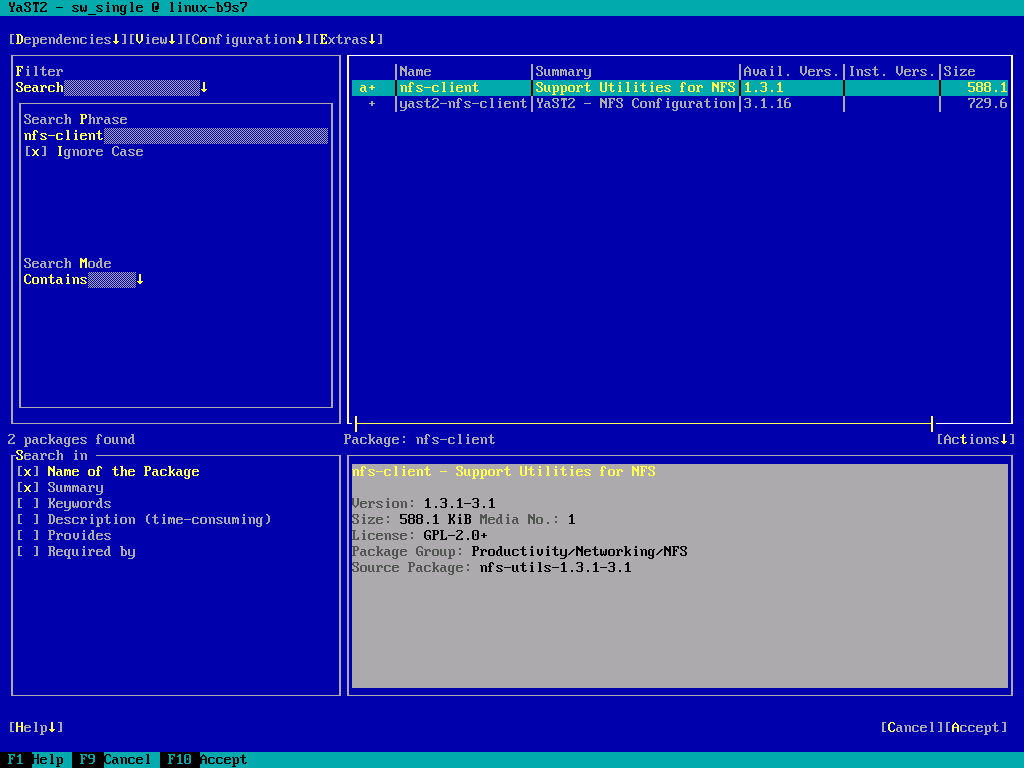 YaST2 - sw_single @ linux-b9s7
[Dependencies↓][View↓][Configuration↓][Extras↓]
Filter
Search↓
Search Phrase
nfs-client
[x] Ignore Case
Search Mode
Contains↓
|Name |Summary |Avail. Vers.|Inst. Vers.|Size
a+ |nfs-client |Support Utilities for NFS|1.3.1 | | 588.1
+ |yast2-nfs-client|YaST2 - NFS Configuration|3.1.16 | | 729.6
2 packages found
Package: nfs-client
[Actions↓]
Search in
[x] Name of the Package
[x] Summary
[ ] Keywords
[ ] Description (time-consuming)
[ ] Provides
[ ] Required by
nfs-client - Support Utilities for NFS
Version: 1.3.1-3.1
Size: 588.1 KiB Media No.: 1
License: GPL-2.0+
Package Group: Productivity/Networking/NFS
Source Package: nfs-utils-1.3.1-3.1
[Help↓]
[Cancel][Accept]
F1 Help F9 Cancel F10 Accept